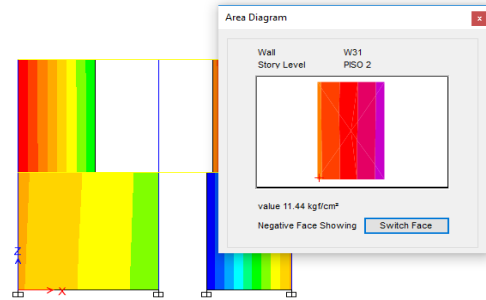 Area Diagram
x
Wall W31
Story Level PISO 2
value 11.44 kgf/cm²
Negative Face Showing Switch Face
Z
X